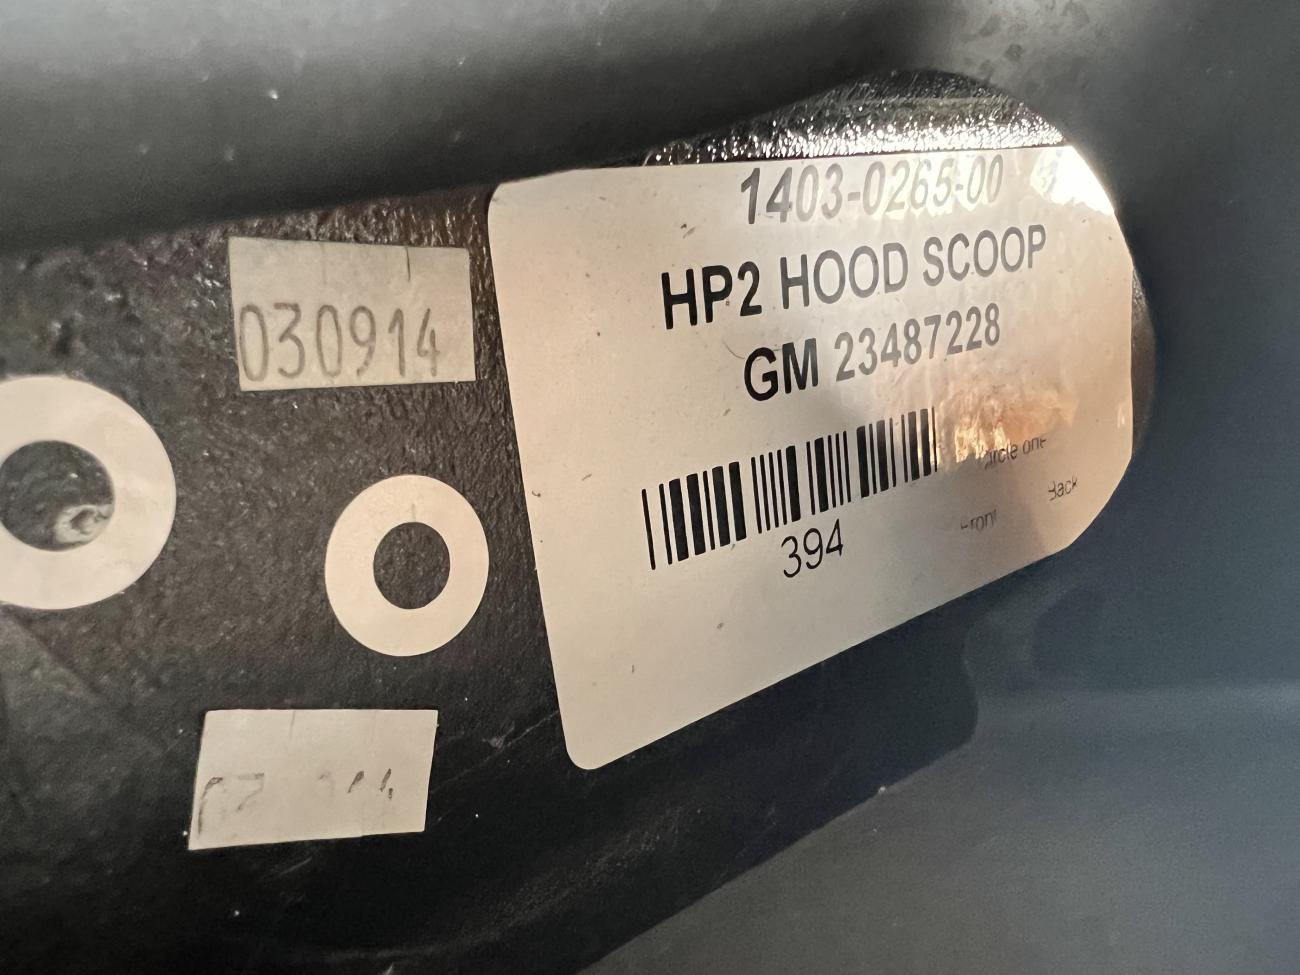 1403-0265-00
HP2 HOOD SCOOP
GM 23487228
030914
394
Circle one
Front
Back